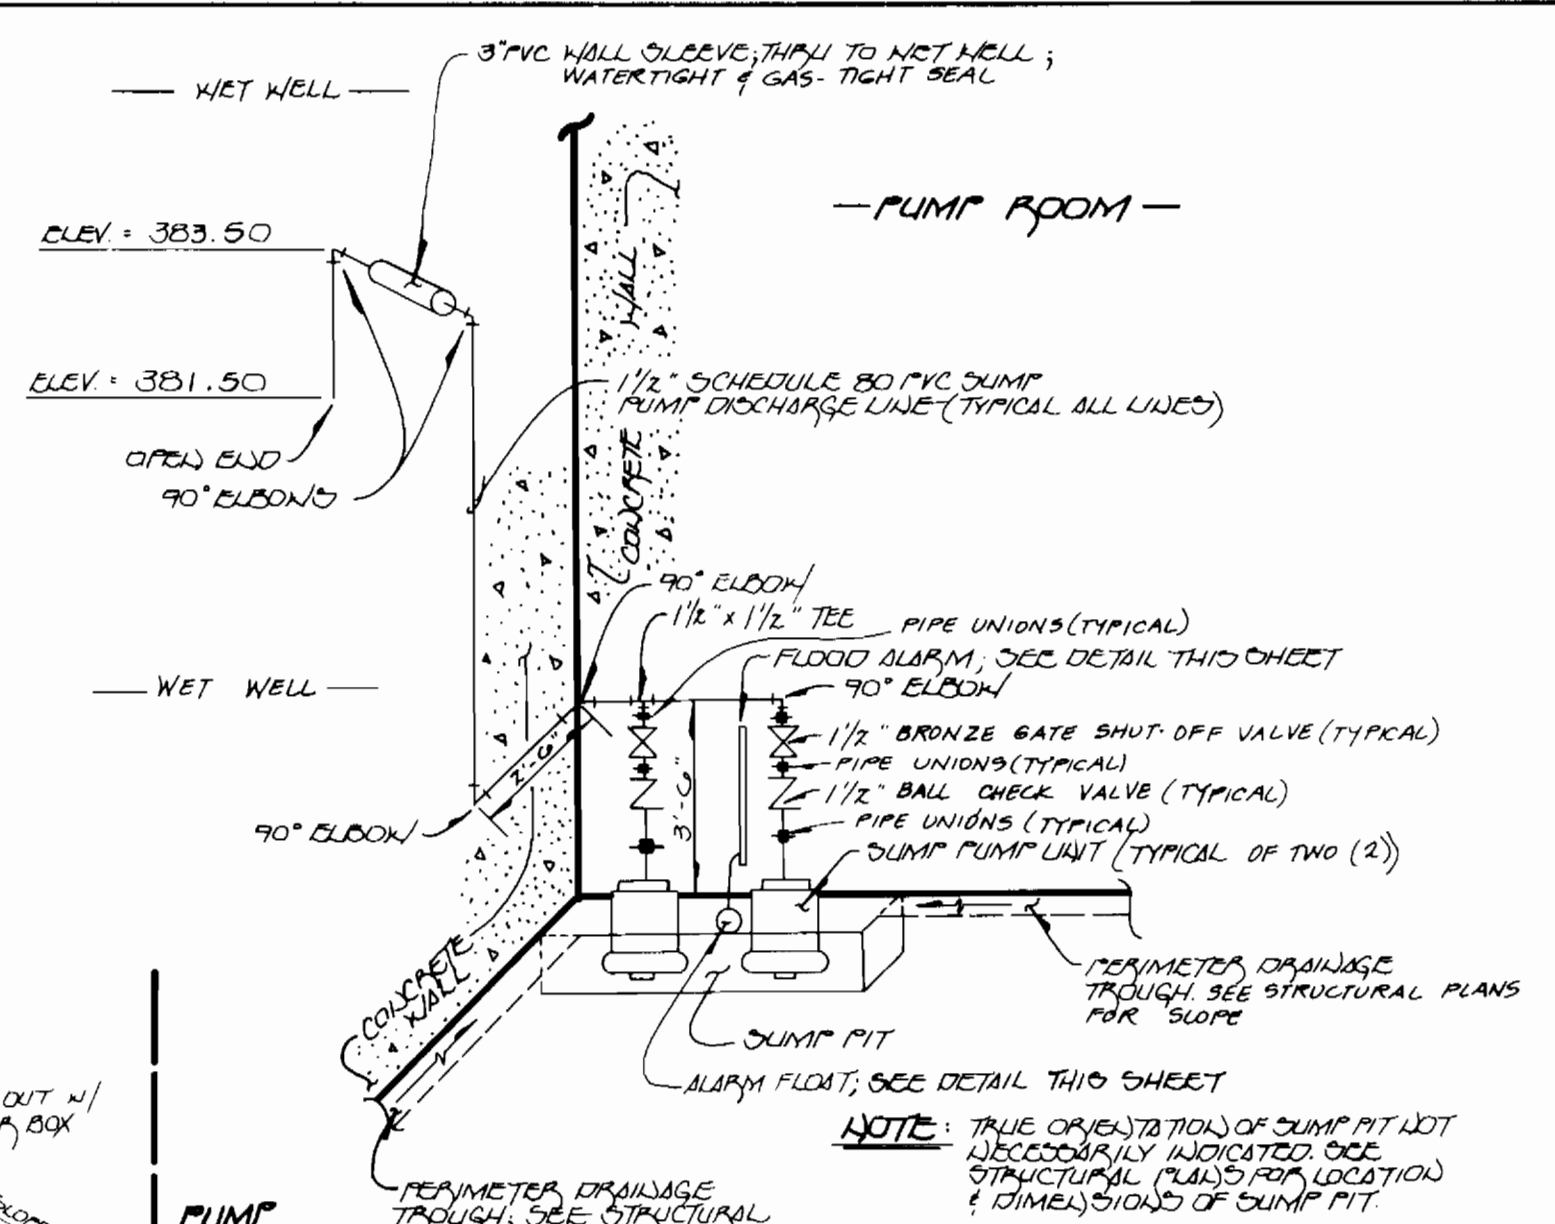 3" PVC WALL SLEEVE; THRU TO WET WELL;
WATERTIGHT & GAS-TIGHT SEAL
WET WELL
PUMP ROOM
ELEV. = 383.50
CONCRETE WALL
ELEV. = 381.50
1 1/2" SCHEDULE 80 PVC SUMP
PUMP DISCHARGE LINE (TYPICAL ALL LINES)
OPEN END
90° ELBOWS
90° ELBOW
1 1/2" x 1 1/2" TEE
PIPE UNIONS (TYPICAL)
FLOOD ALARM; SEE DETAIL THIS SHEET
90° ELBOW
WET WELL
1 1/2" BRONZE GATE SHUT-OFF VALVE (TYPICAL)
2'-6"
PIPE UNIONS (TYPICAL)
1 1/2" BALL CHECK VALVE (TYPICAL)
3'-6"
90° ELBOW
PIPE UNIONS (TYPICAL)
SUMP PUMP UNIT (TYPICAL OF TWO (2))
CONCRETE
WALL
PERIMETER DRAINAGE
TROUGH. SEE STRUCTURAL PLANS
FOR SLOPE
SUMP PIT
ALARM FLOAT; SEE DETAIL THIS SHEET
OUT W/
BOX
NOTE: TRUE ORIENTATION OF SUMP PIT NOT
NECESSARILY INDICATED. SEE
STRUCTURAL PLANS FOR LOCATION
& DIMENSIONS OF SUMP PIT.
PERIMETER DRAINAGE
TROUGH; SEE STRUCTURAL
PUMP